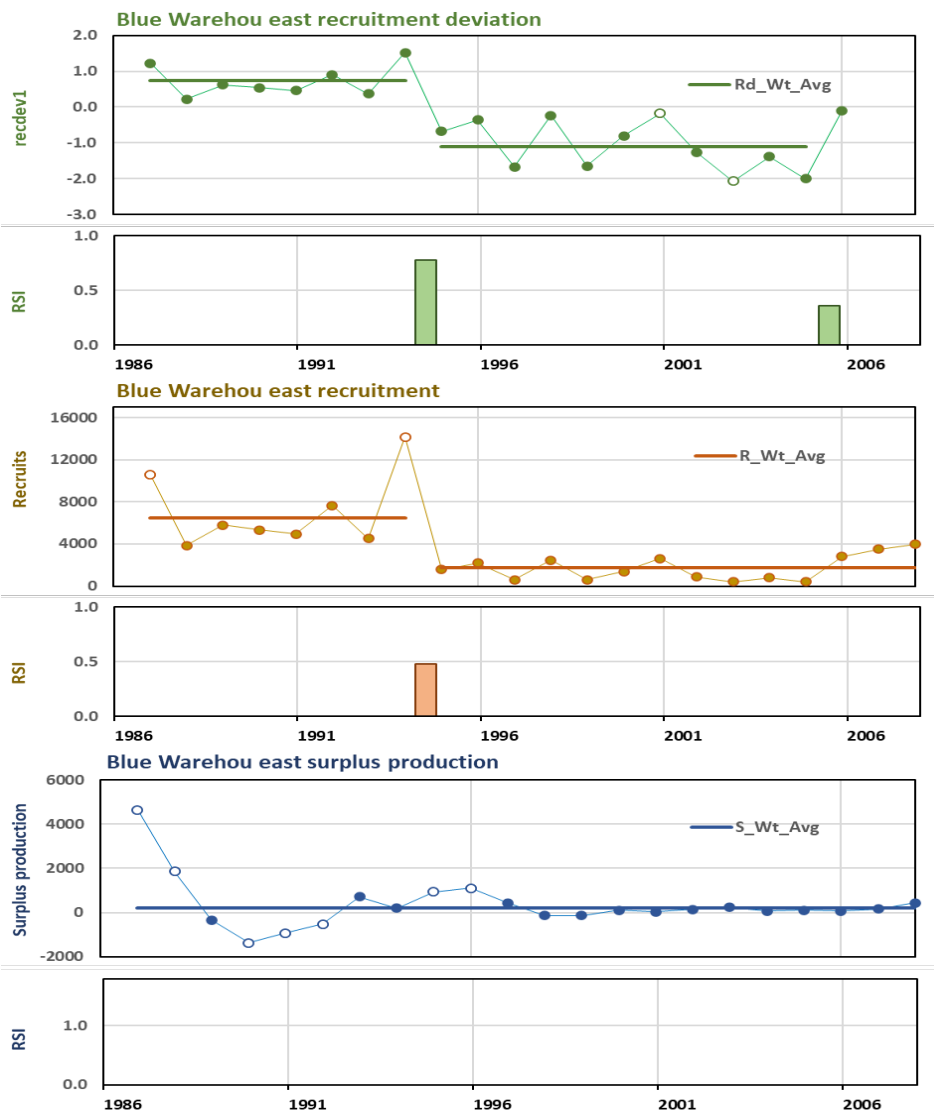 Blue Warehou east recruitment deviation
2.0
1.0
0.0
-1.0
-2.0
-3.0
recdev1
Rd_Wt_Avg
1.0
0.5
0.0
RSI
1986 1991 1996 2001 2006
Blue Warehou east recruitment
16000
12000
8000
4000
0
Recruits
R_Wt_Avg
1.0
0.5
0.0
RSI
1986 1991 1996 2001 2006
Blue Warehou east surplus production
6000
4000
2000
0
-2000
Surplus production
S_Wt_Avg
1.0
0.0
RSI
1986 1991 1996 2001 2006